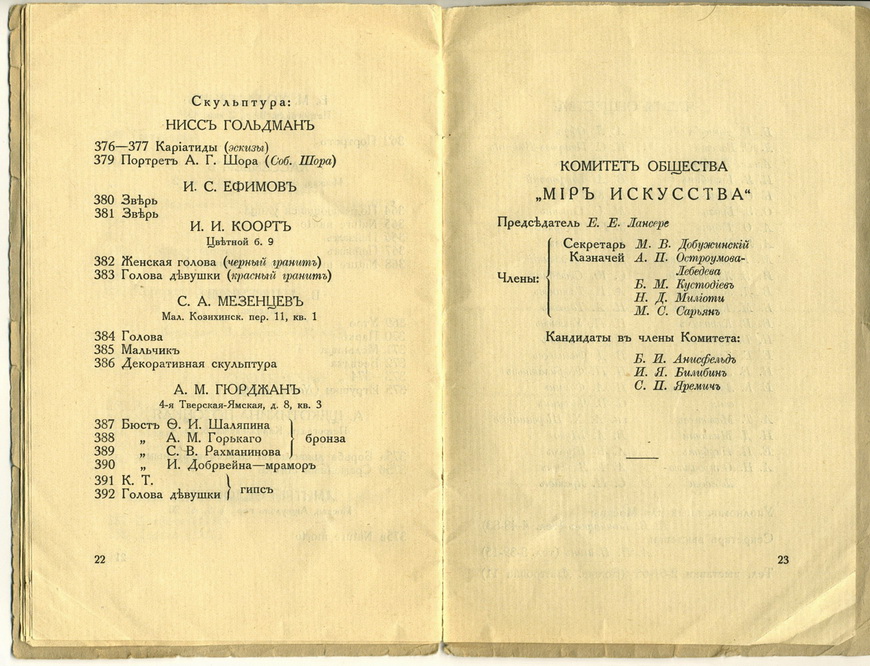 Скульптура:
НИССЪ ГОЛЬДМАНЪ
376—377 Каріатиды (эскизы)
379 Портретъ А. Г. Шора (Соб. Шора)
И. С. ЕФИМОВЪ
380 Звѣрь
381 Звѣрь
И. И. КООРТЪ
Цвѣтной б. 9
382 Женская голова (черный гранитъ)
383 Голова дѣвушки (красный гранитъ)
С. А. МЕЗЕНЦЕВЪ
Мал. Козихинск. пер. 11, кв. 1
384 Голова
385 Мальчикъ
386 Декоративная скульптура
А. М. ГЮРДЖАНЪ
4-я Тверская-Ямская, д. 8, кв. 3
387 Бюстъ Ѳ. И. Шаляпина
388 „ А. М. Горькаго
389 „ С. В. Рахманинова
бронза
390 „ И. Добрвейна—мраморъ
391 К. Т.
392 Голова дѣвушки
гипсъ
22
КОМИТЕТЪ ОБЩЕСТВА
„МІРЪ ИСКУССТВА“
Предсѣдатель Е. Е. Лансере
Члены:
Секретарь М. В. Добужинскій
Казначей А. П. Остроумова-
Лебедева
Б. М. Кустодіевъ
Н. Д. Миліоти
М. С. Сарьянъ
Кандидаты въ члены Комитета:
Б. И. Анисфельдъ
И. Я. Билибинъ
С. П. Яремичъ
23